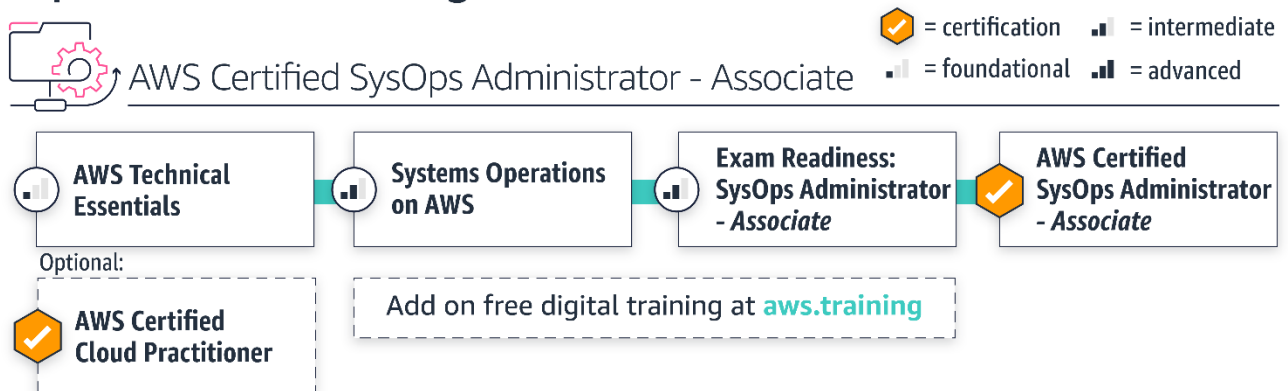 = certification = intermediate
AWS Certified SysOps Administrator - Associate
= foundational = advanced
AWS Technical
Essentials
Systems Operations
on AWS
Exam Readiness:
SysOps Administrator
- Associate
AWS Certified
SysOps Administrator
- Associate
Optional:
AWS Certified
Cloud Practitioner
Add on free digital training at aws.training